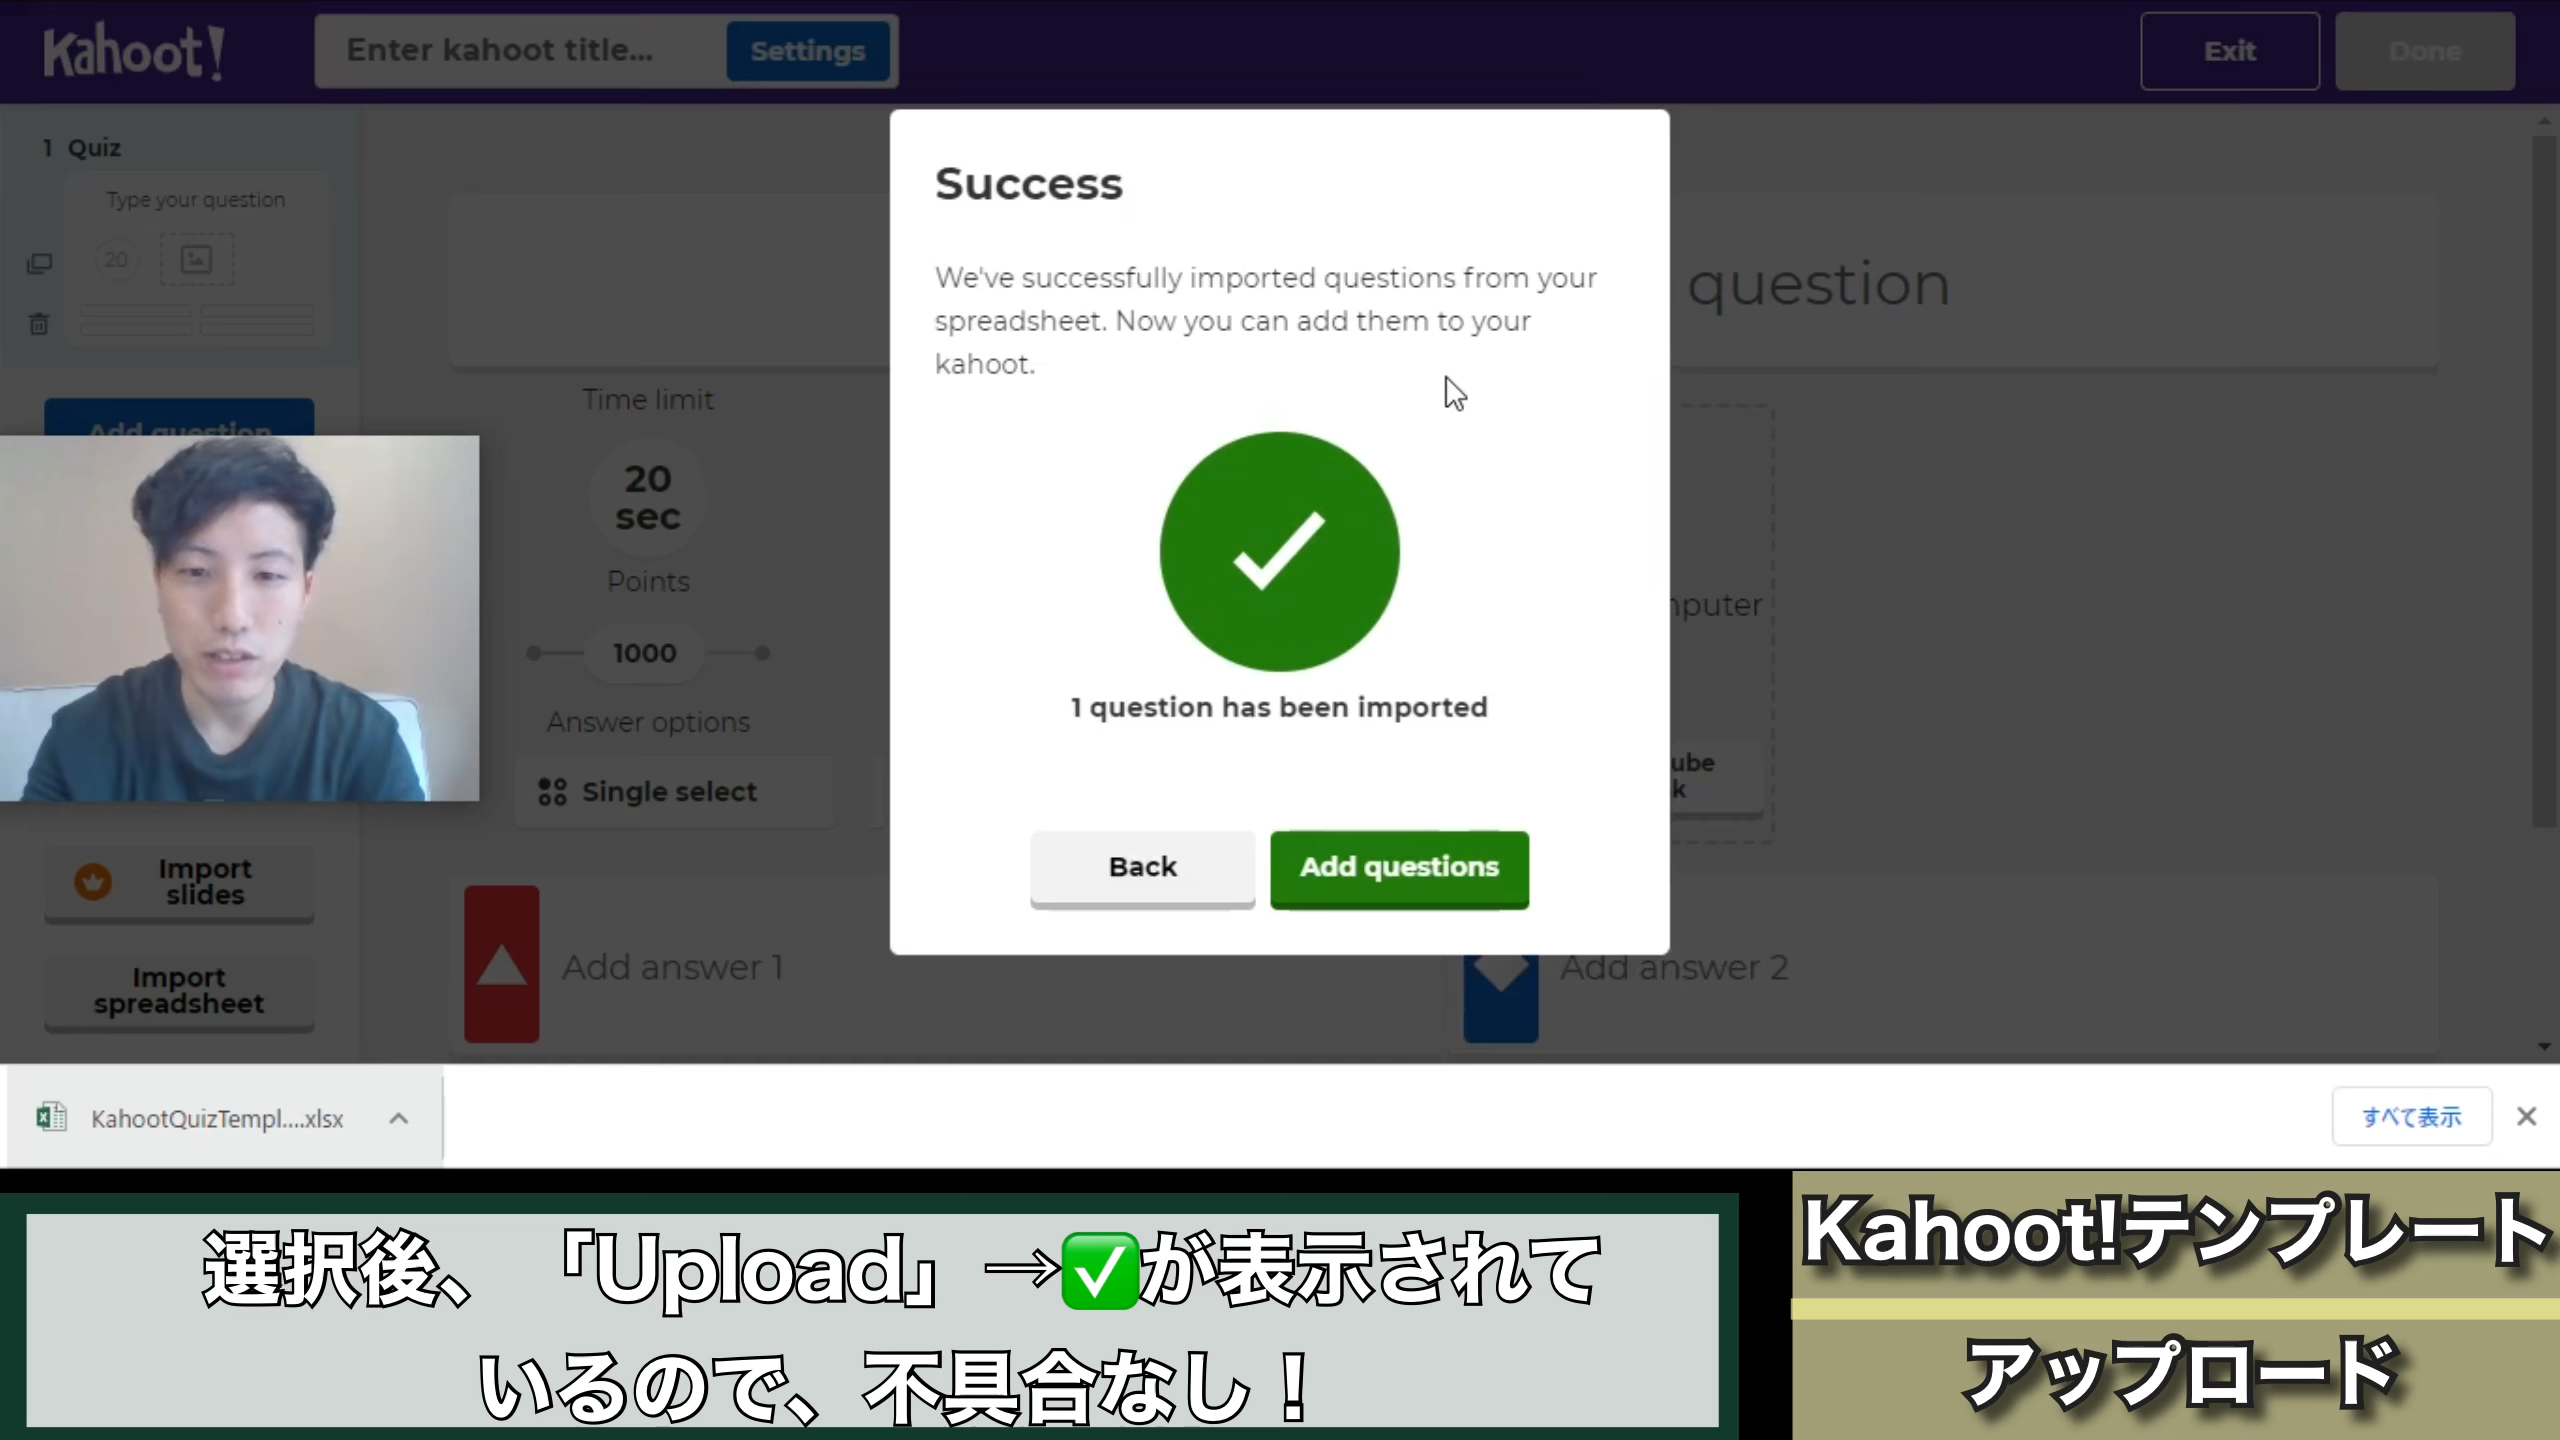 Kahoot!
Enter kahoot title...
Settings
Exit
Done
1 Quiz
Type your question
20
Add question
Success
We've successfully imported questions from your
spreadsheet. Now you can add them to your
kahoot.
question
Time limit
20
sec
Points
1000
Answer options
Single select
1 question has been imported
Back
Add questions
Import
slides
Import
spreadsheet
Add answer 1
Add answer 2
KahootQuizTempl....xlsx
すべて表示
選択後、「Upload」→✅が表示されて
いるので、不具合なし！
Kahoot!テンプレート
アップロード